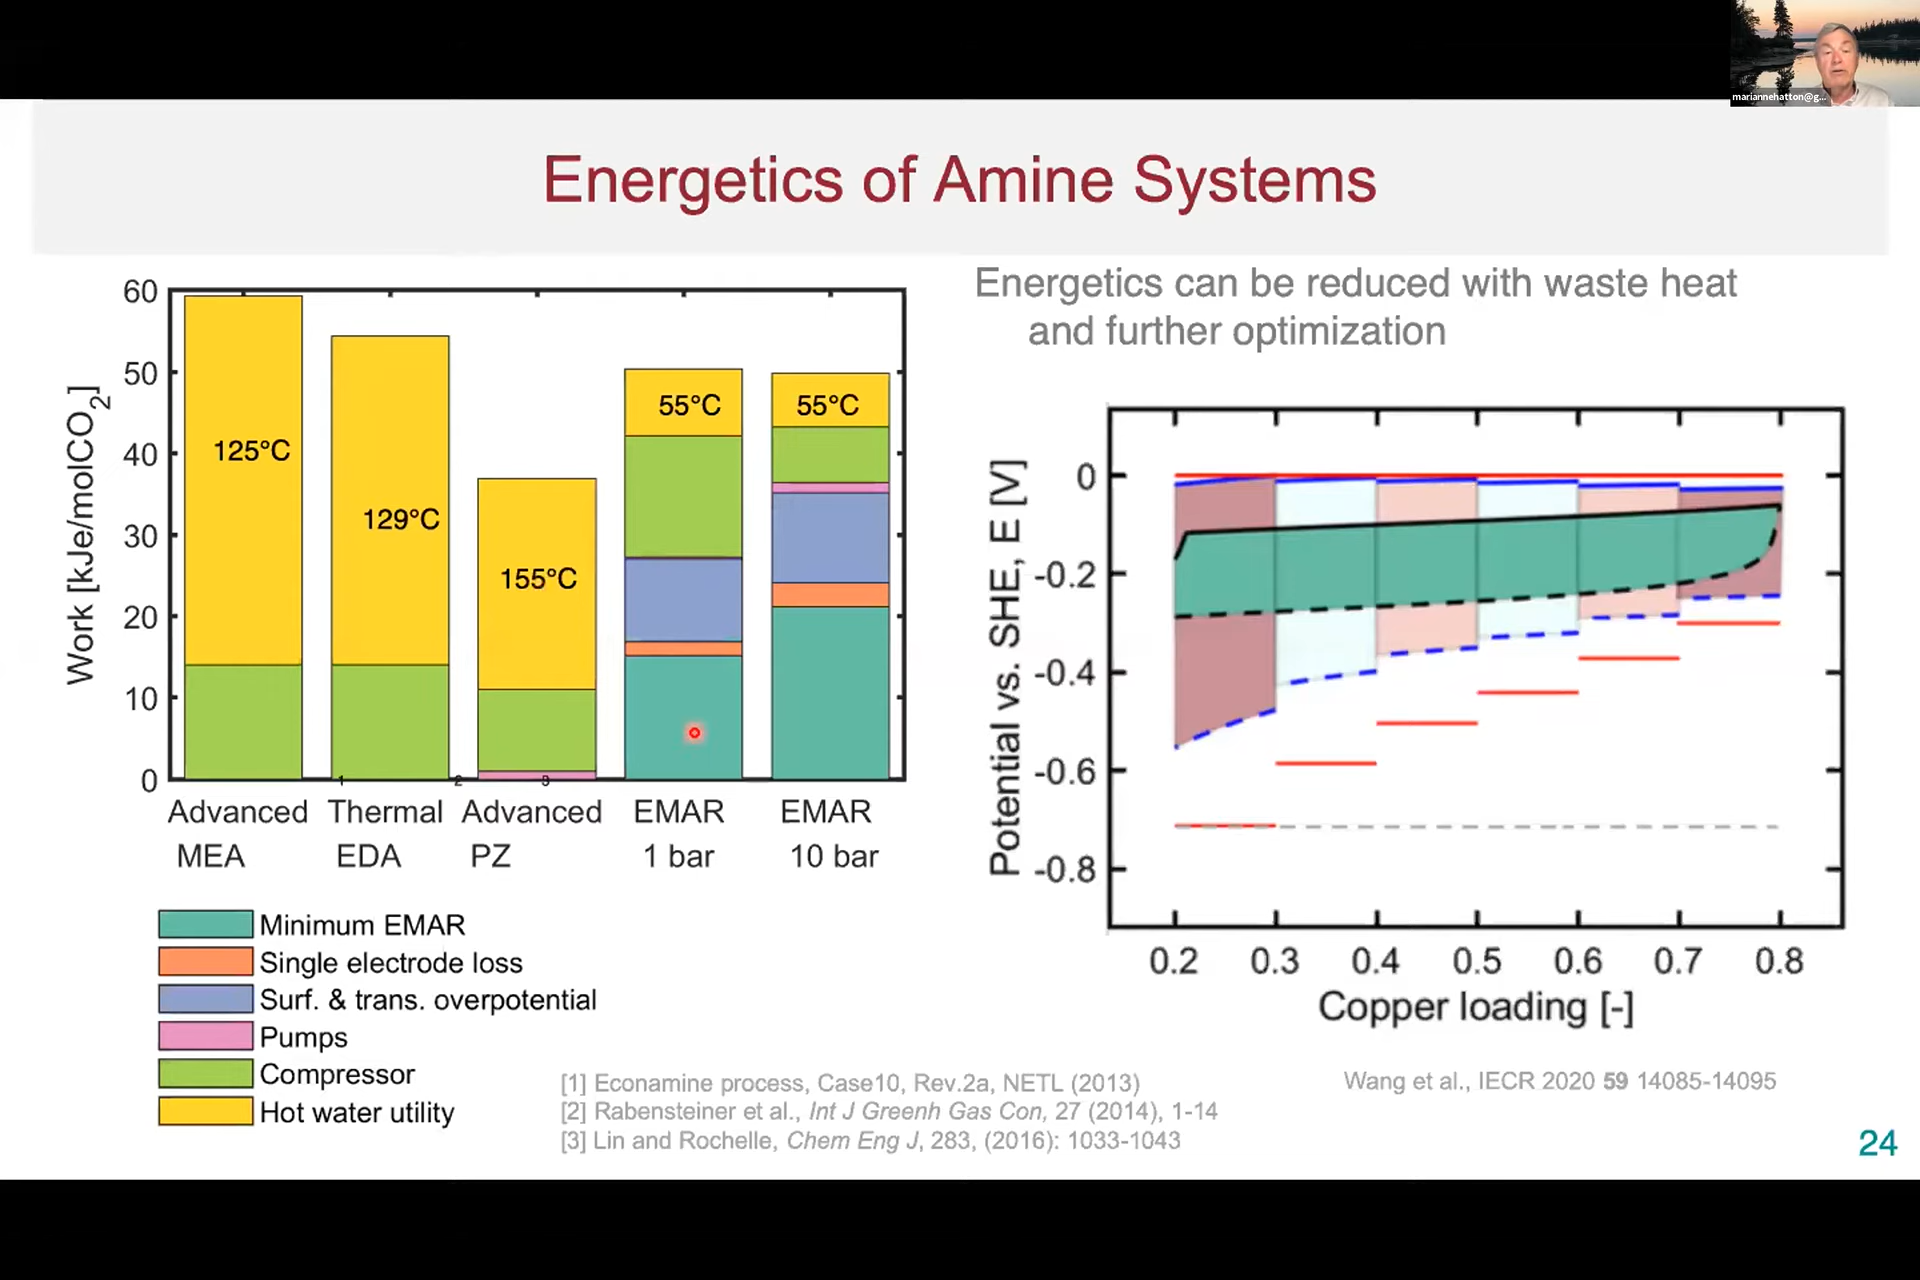 mariannehatton@g...
Energetics of Amine Systems
Energetics can be reduced with waste heat
and further optimization
Work [kJe/molCO2]
60
50
40
30
20
10
0
125°C
129°C
155°C
55°C
55°C
1
2
3
Advanced MEA
Thermal EDA
Advanced PZ
EMAR 1 bar
EMAR 10 bar
Minimum EMAR
Single electrode loss
Surf. & trans. overpotential
Pumps
Compressor
Hot water utility
Potential vs. SHE, E [V]
0
-0.2
-0.4
-0.6
-0.8
0.2 0.3 0.4 0.5 0.6 0.7 0.8
Copper loading [-]
[1] Econamine process, Case10, Rev.2a, NETL (2013)
[2] Rabensteiner et al., Int J Greenh Gas Con, 27 (2014), 1-14
[3] Lin and Rochelle, Chem Eng J, 283, (2016): 1033-1043
Wang et al., IECR 2020 59 14085-14095
24